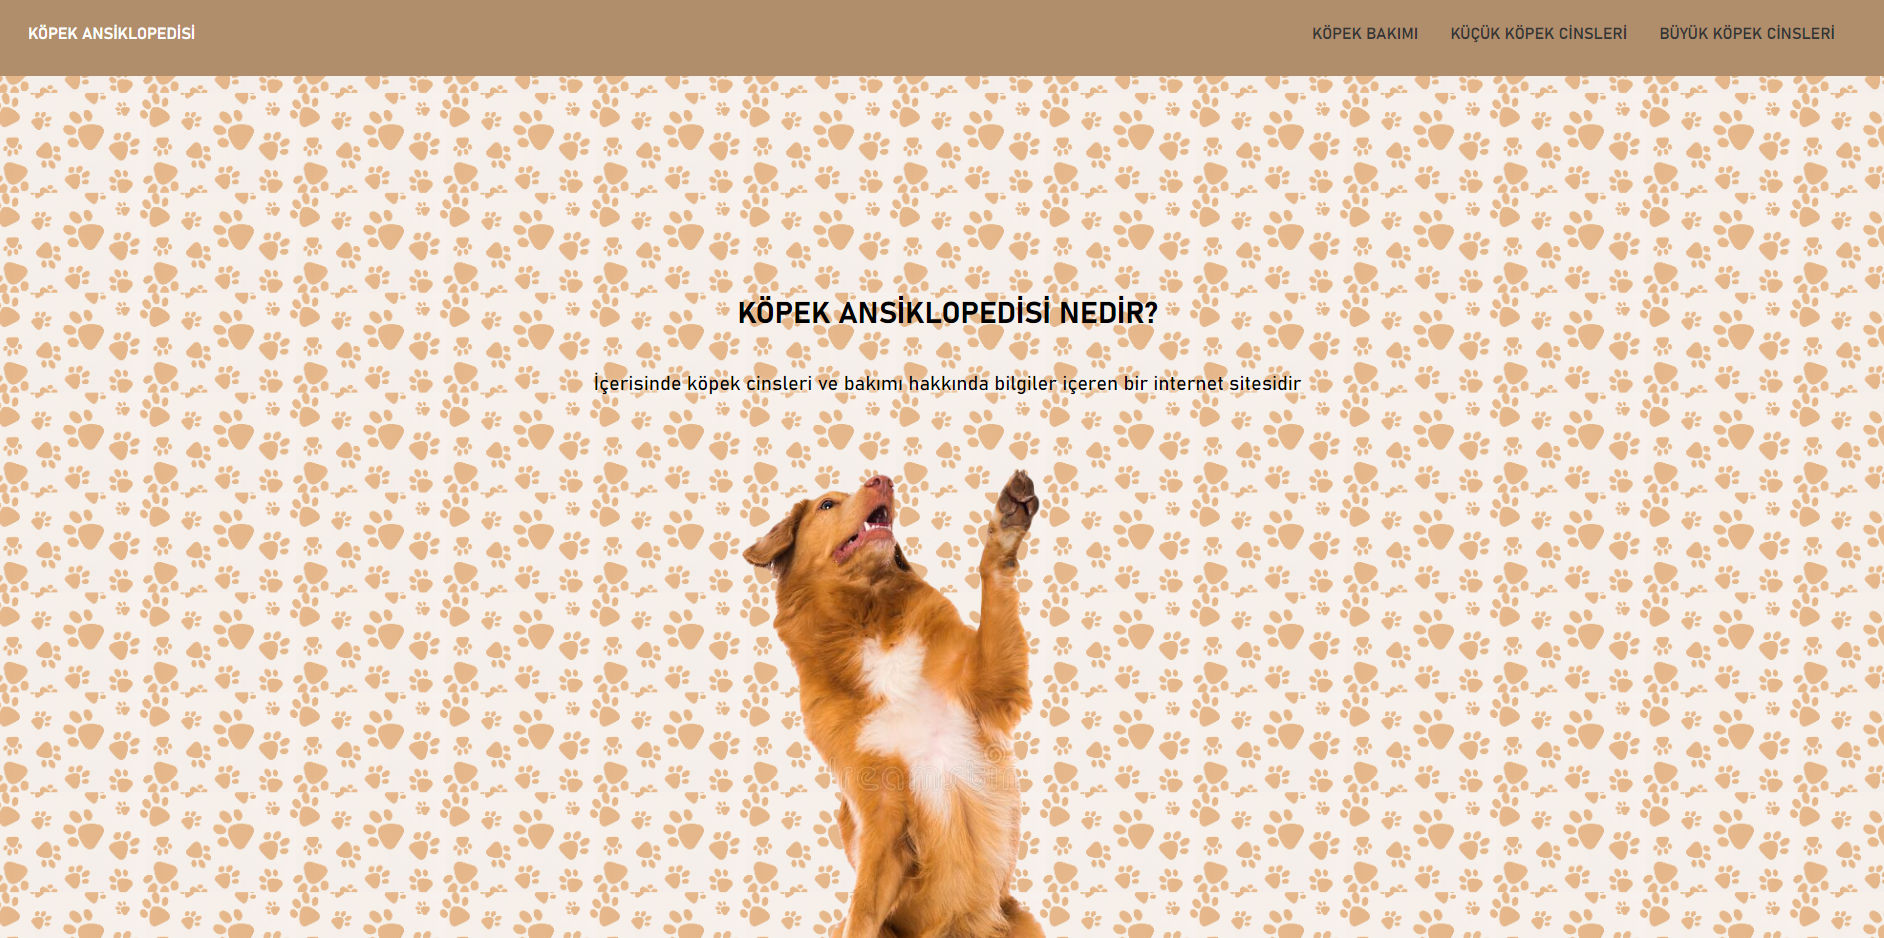 KÖPEK ANSİKLOPEDİSİ
KÖPEK BAKIMI
KÜÇÜK KÖPEK CİNSLERİ
BÜYÜK KÖPEK CİNSLERİ
KÖPEK ANSİKLOPEDİSİ NEDİR?
İçerisinde köpek cinsleri ve bakımı hakkında bilgiler içeren bir internet sitesidir